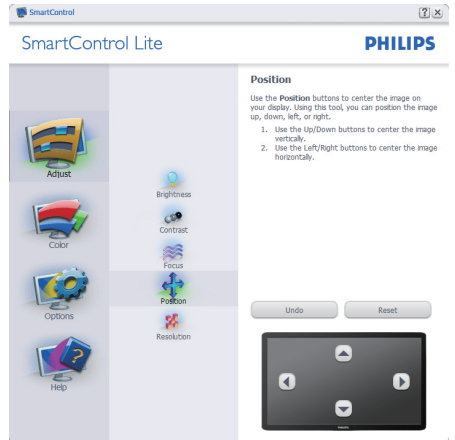 SmartControl
SmartControl Lite
PHILIPS
Adjust
Color
Options
Help
Brightness
Contrast
Focus
Position
Resolution
Position
Use the Position buttons to center the image on
your display. Using this tool, you can position the image
up, down, left, or right.
1. Use the Up/Down buttons to center the image
vertically.
2. Use the Left/Right buttons to center the image
horizontally.
Undo
Reset
PHILIPS